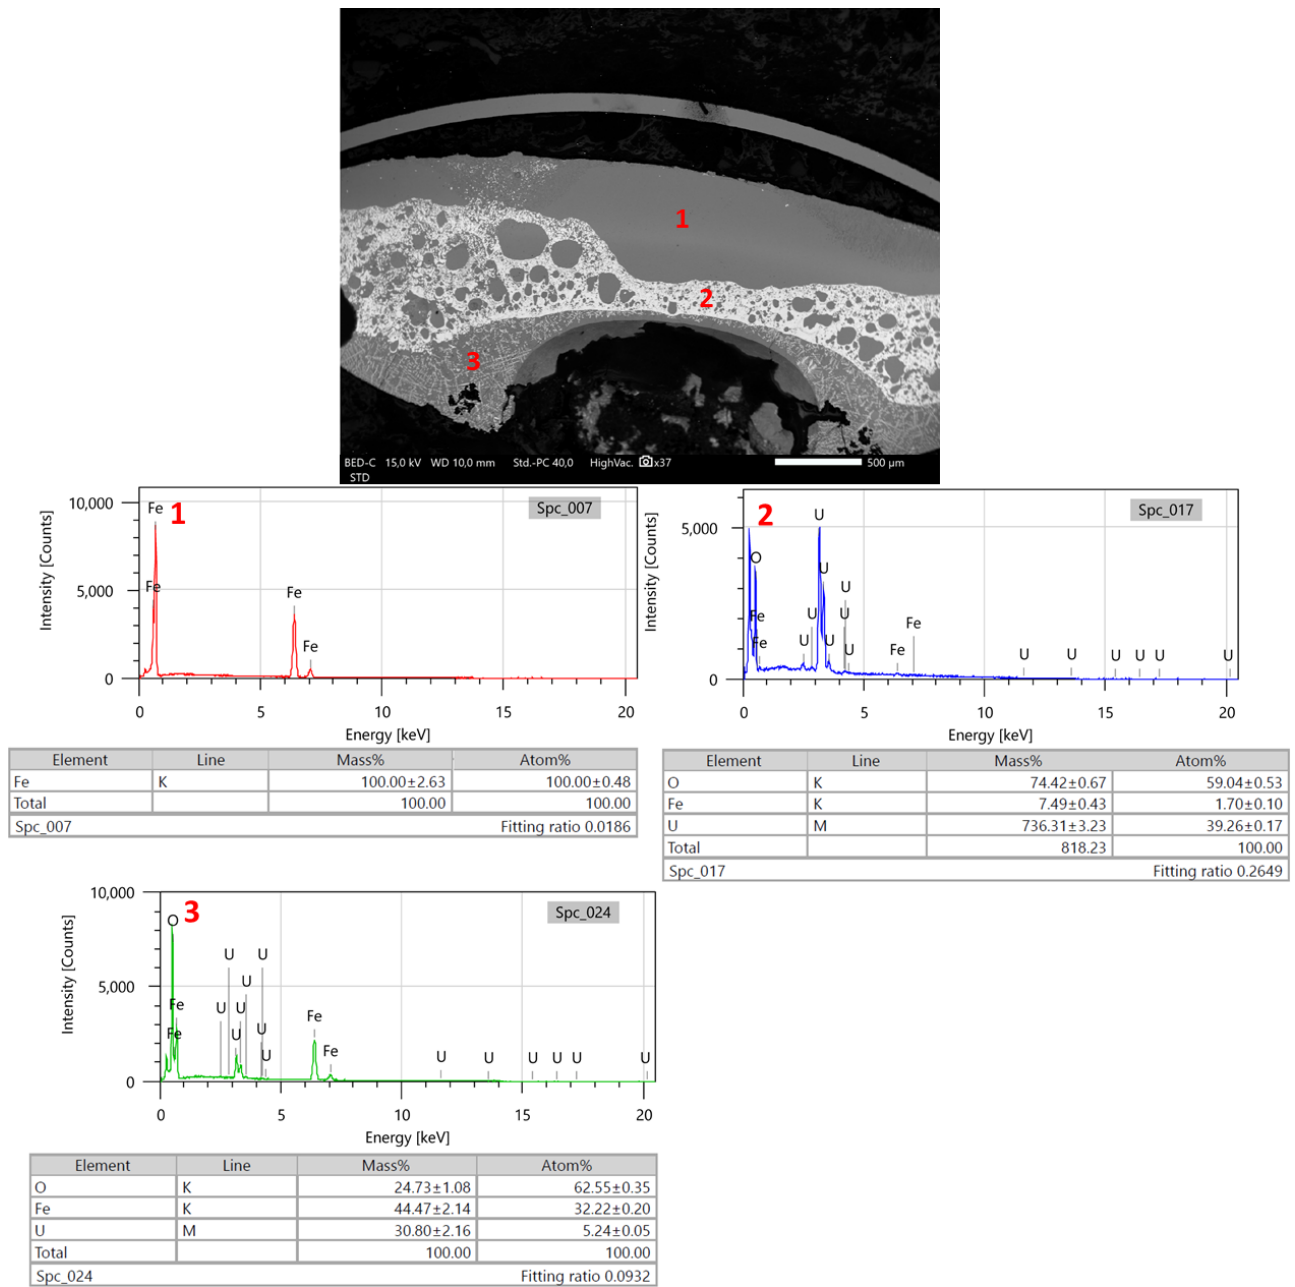 1
2
3
BED-C 15,0 kV WD 10,0 mm Std.-PC 40,0 HighVac. x37 500 µm
STD
10,000
5,000
0
Intensity [Counts]
Fe
1
Fe
Fe
Fe
Spc_007
0 5 10 15 20
Energy [keV]
Element Line Mass% Atom%
Fe K 100.00±2.63 100.00±0.48
Total 100.00 100.00
Spc_007 Fitting ratio 0.0186
5,000
0
Intensity [Counts]
2
U
O
U
U
Fe
U
U
Fe
Fe
U
U
U
Fe
U
U
U
U
U
U
Spc_017
0 5 10 15 20
Energy [keV]
Element Line Mass% Atom%
O K 74.42±0.67 59.04±0.53
Fe K 7.49±0.43 1.70±0.10
U M 736.31±3.23 39.26±0.17
Total 818.23 100.00
Spc_017 Fitting ratio 0.2649
10,000
5,000
0
Intensity [Counts]
O
3
U
U
U
Fe
U
U
Fe
U
U
U
Fe
Fe
U
U
U
U
U
U
Spc_024
0 5 10 15 20
Energy [keV]
Element Line Mass% Atom%
O K 24.73±1.08 62.55±0.35
Fe K 44.47±2.14 32.22±0.20
U M 30.80±2.16 5.24±0.05
Total 100.00 100.00
Spc_024 Fitting ratio 0.0932